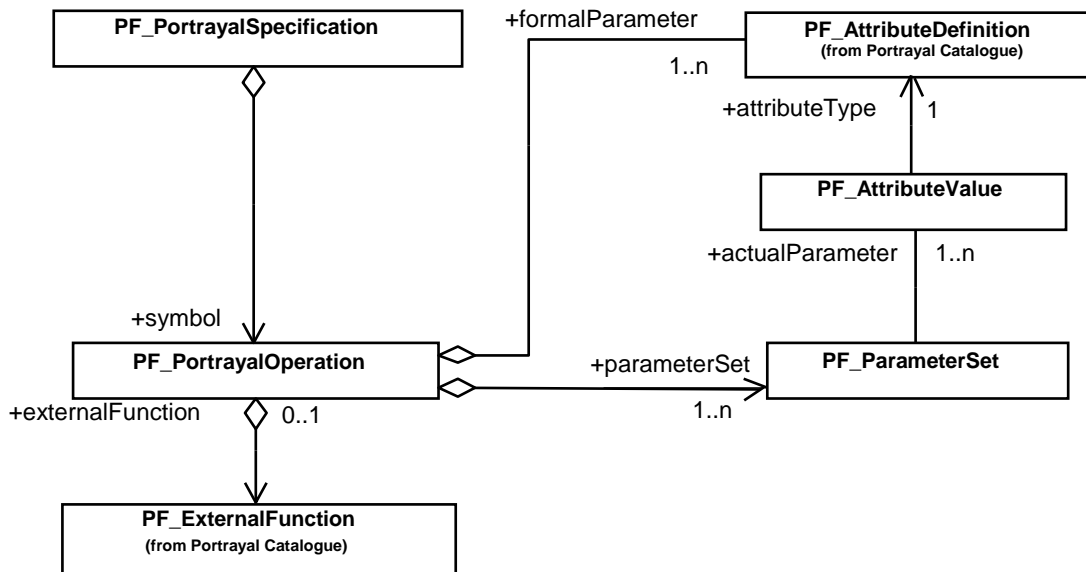 +formalParameter
PF_PortrayalSpecification
PF_AttributeDefinition
(from Portrayal Catalogue)
1..n
+attributeType
1
PF_AttributeValue
+actualParameter
1..n
+symbol
PF_PortrayalOperation
+parameterSet
PF_ParameterSet
+externalFunction
0..1
1..n
PF_ExternalFunction
(from Portrayal Catalogue)